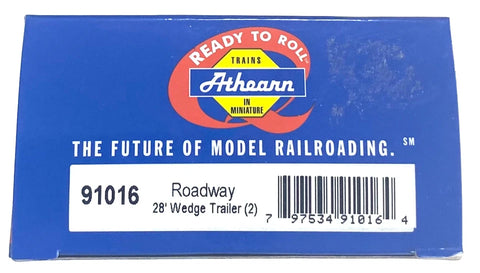 READY TO ROLL
TRAINS
Athearn
IN
MINIATURE
THE FUTURE OF MODEL RAILROADING.℠
91016
Roadway
28' Wedge Trailer (2)
7 97534 91016 4